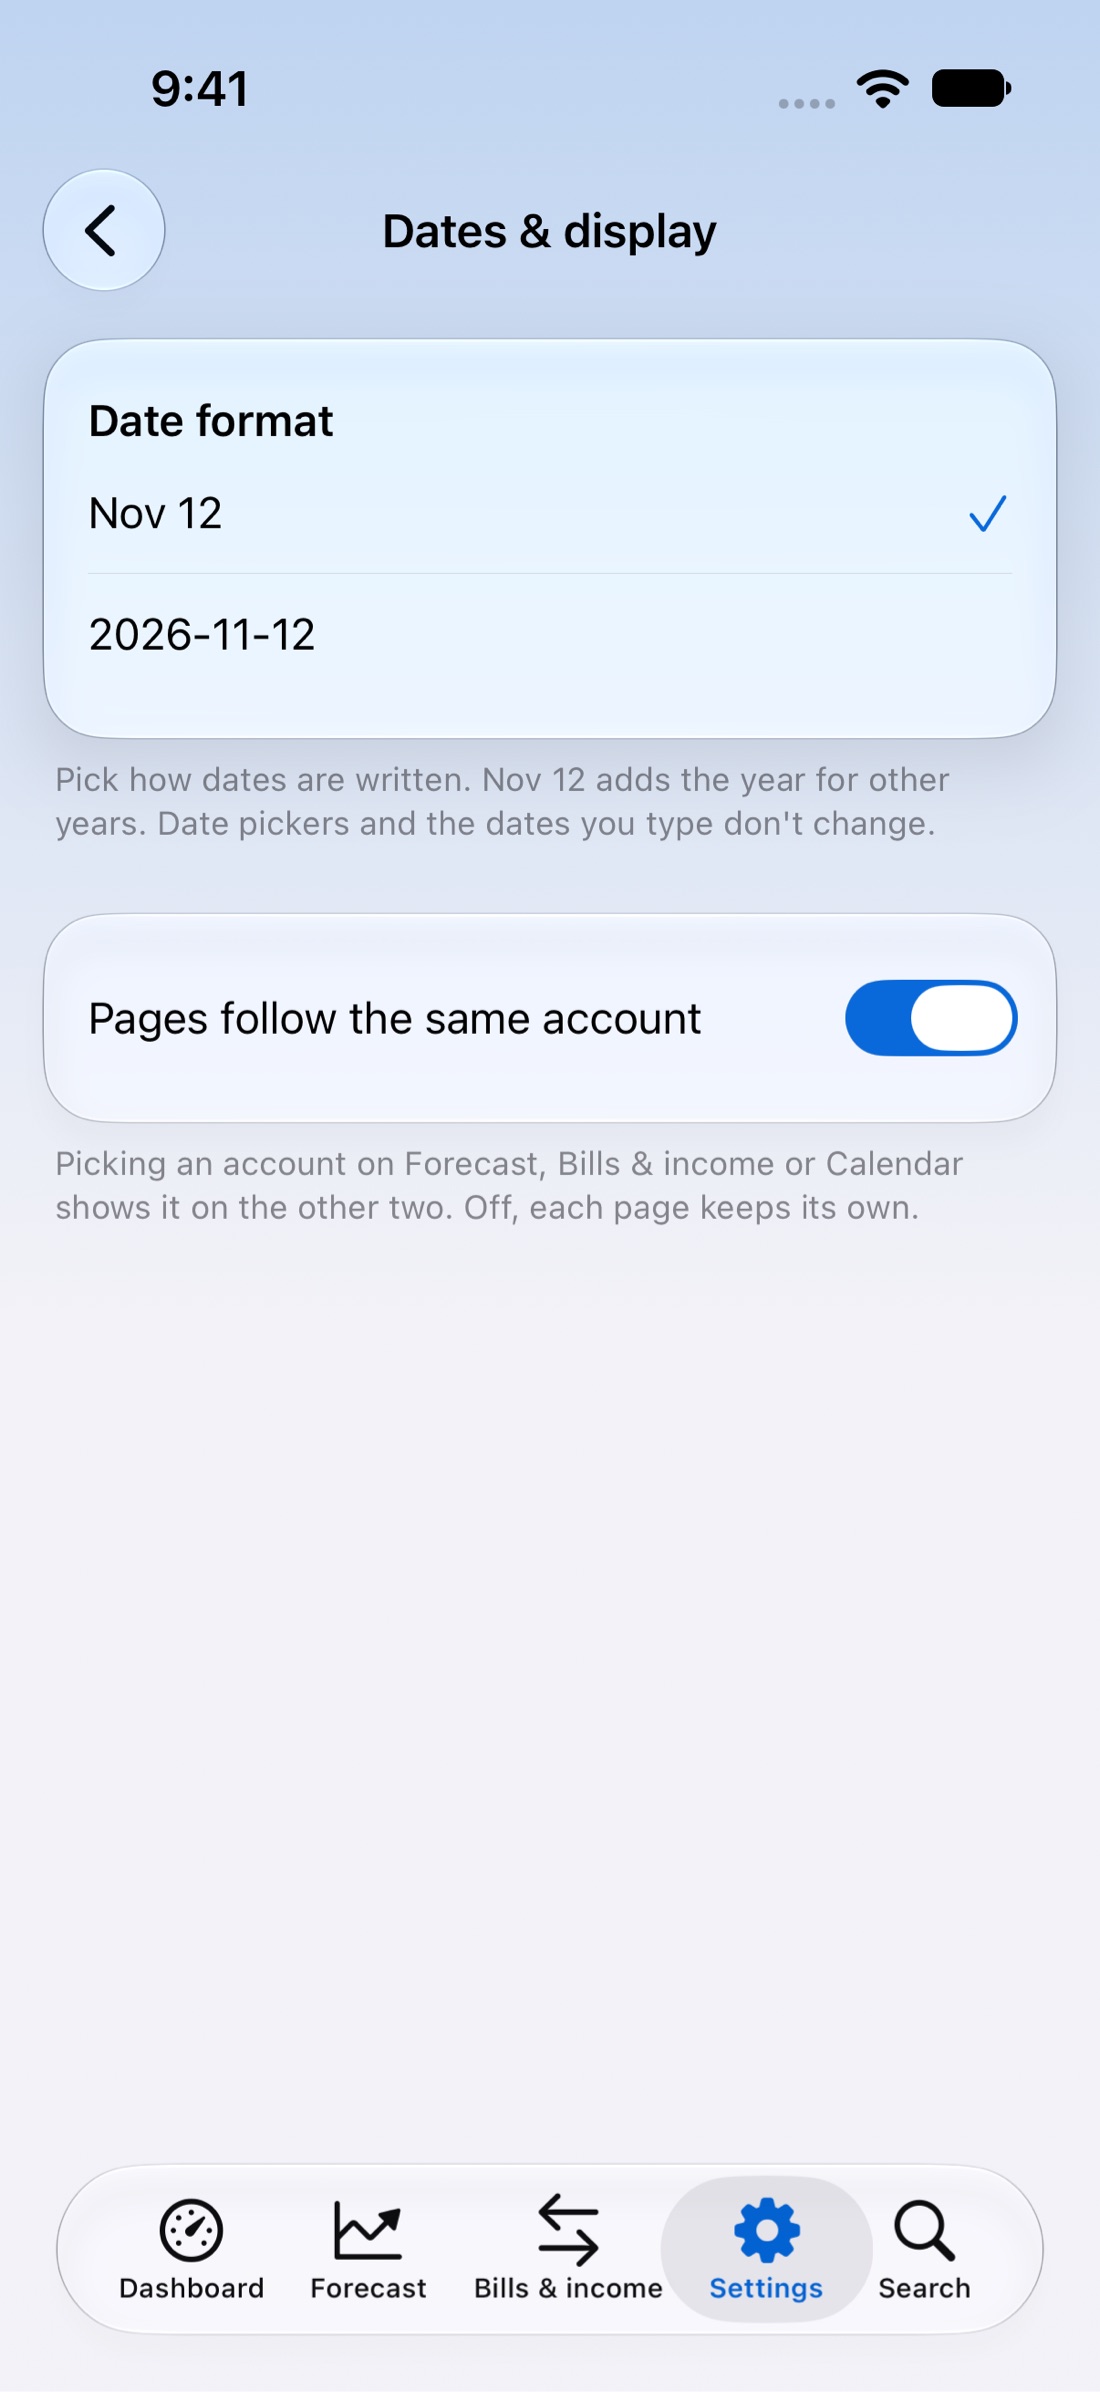 9:41
Dates & display
Date format
Nov 12
2026-11-12
Pick how dates are written. Nov 12 adds the year for other
years. Date pickers and the dates you type don't change.
Pages follow the same account
Picking an account on Forecast, Bills & income or Calendar
shows it on the other two. Off, each page keeps its own.
Dashboard
Forecast
Bills & income
Settings
Search